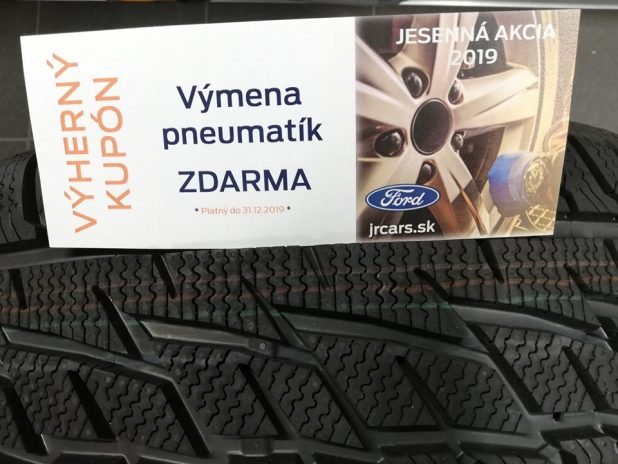 VÝHERNÝ
KUPÓN
Výmena
pneumatík
ZDARMA
* Platný do 31.12.2019 *
JESENNÁ AKCIA
2019
Ford
jrcars.sk